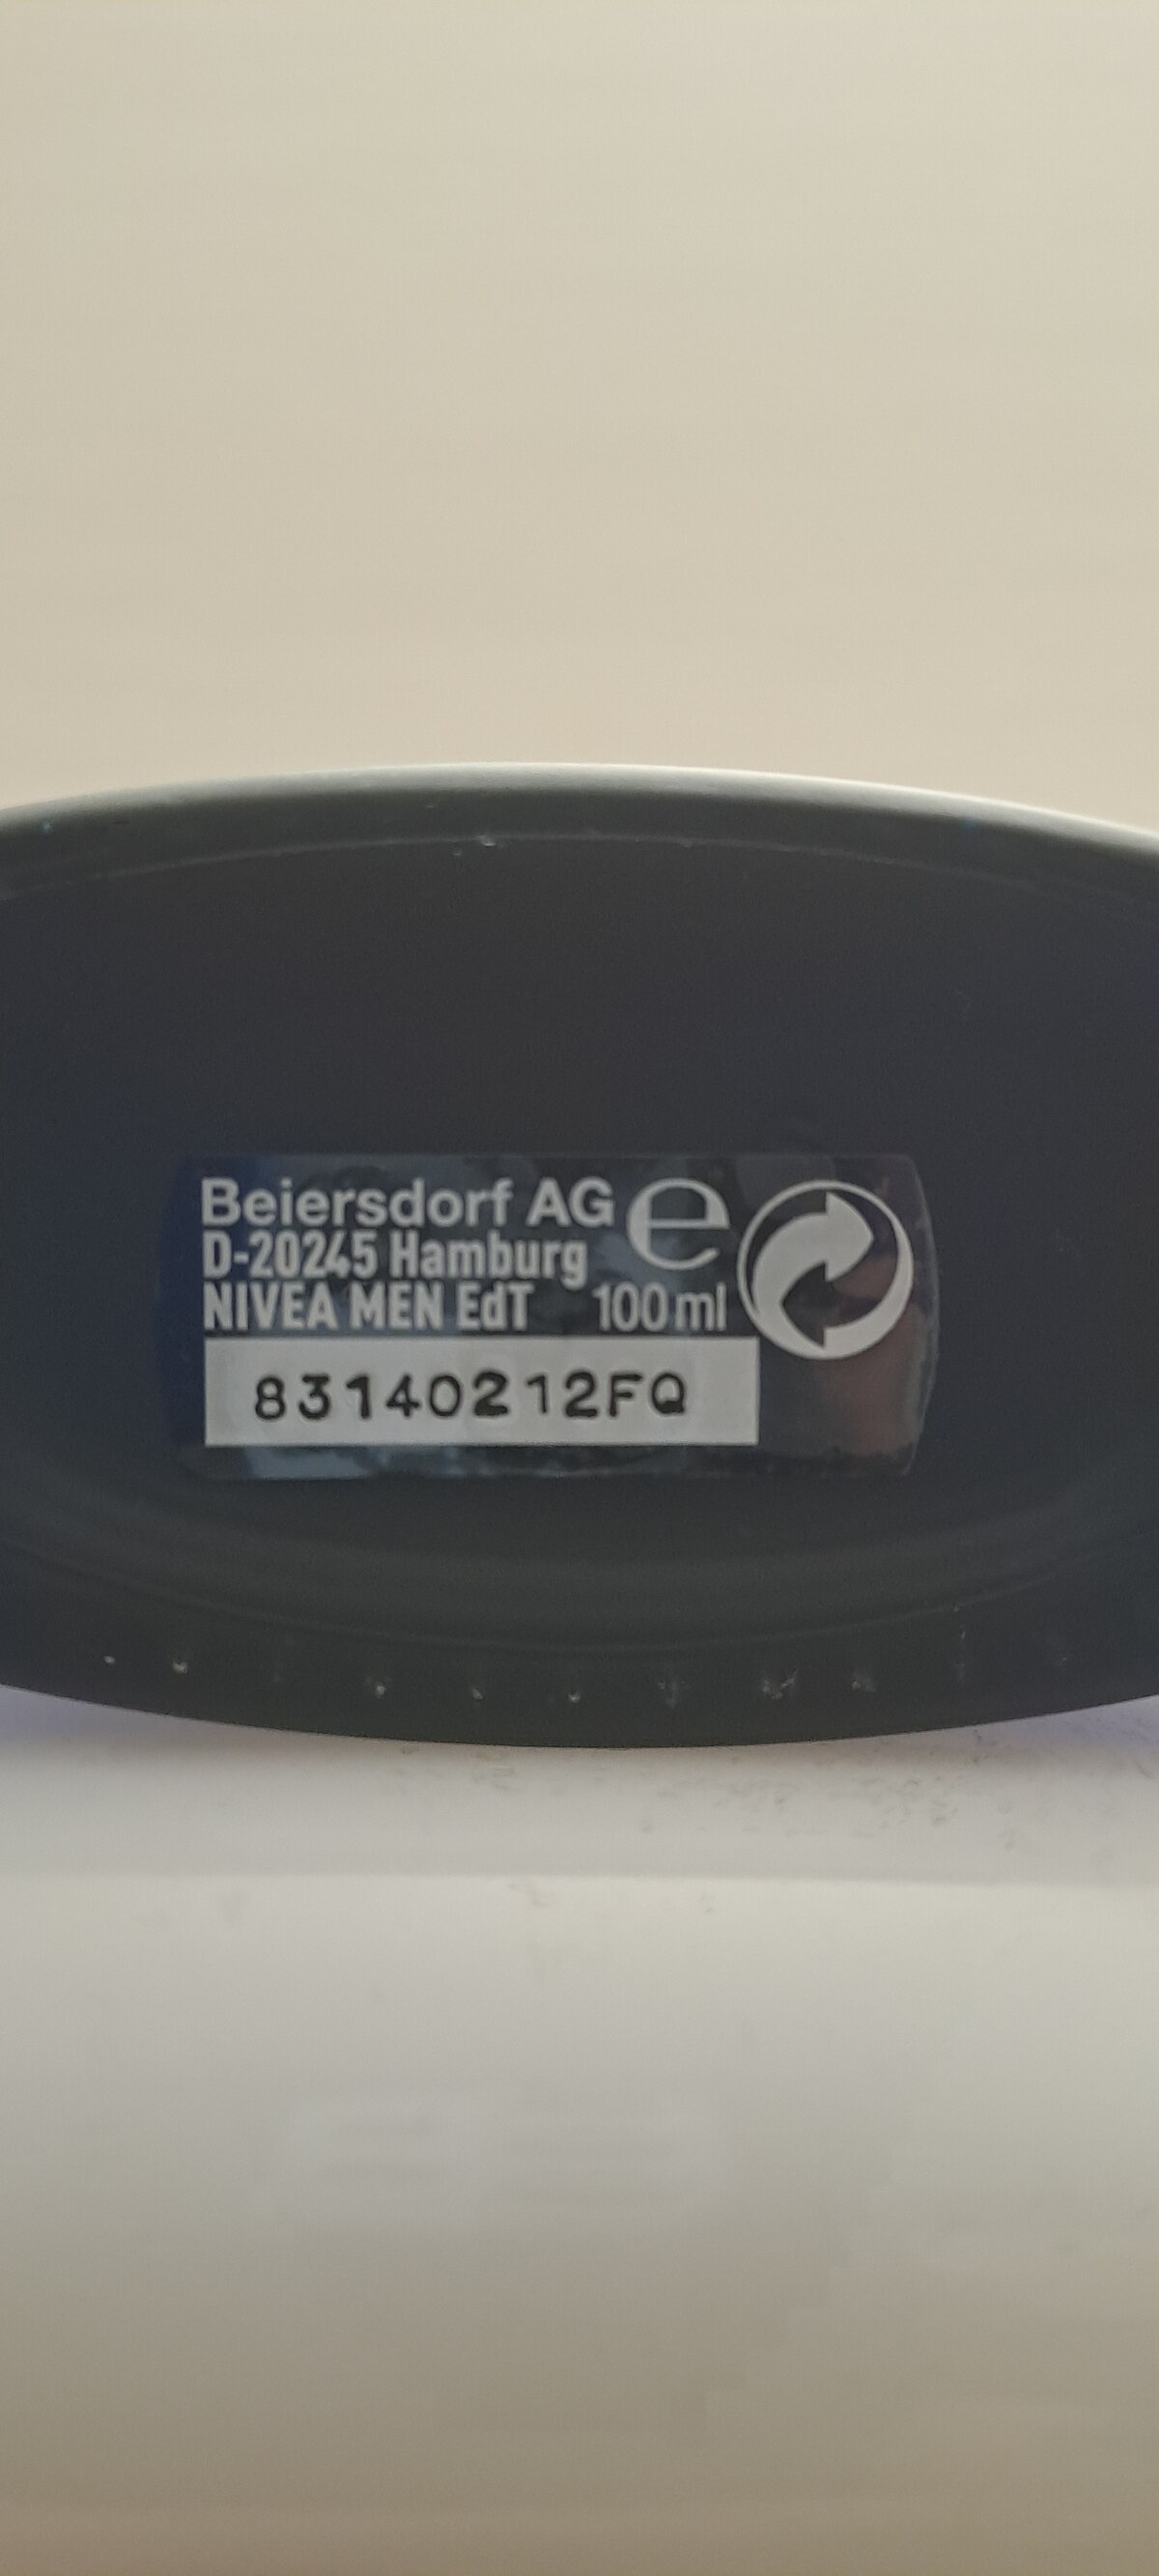 Beiersdorf AG e
D-20245 Hamburg
NIVEA MEN EdT 100 ml
83140212FQ